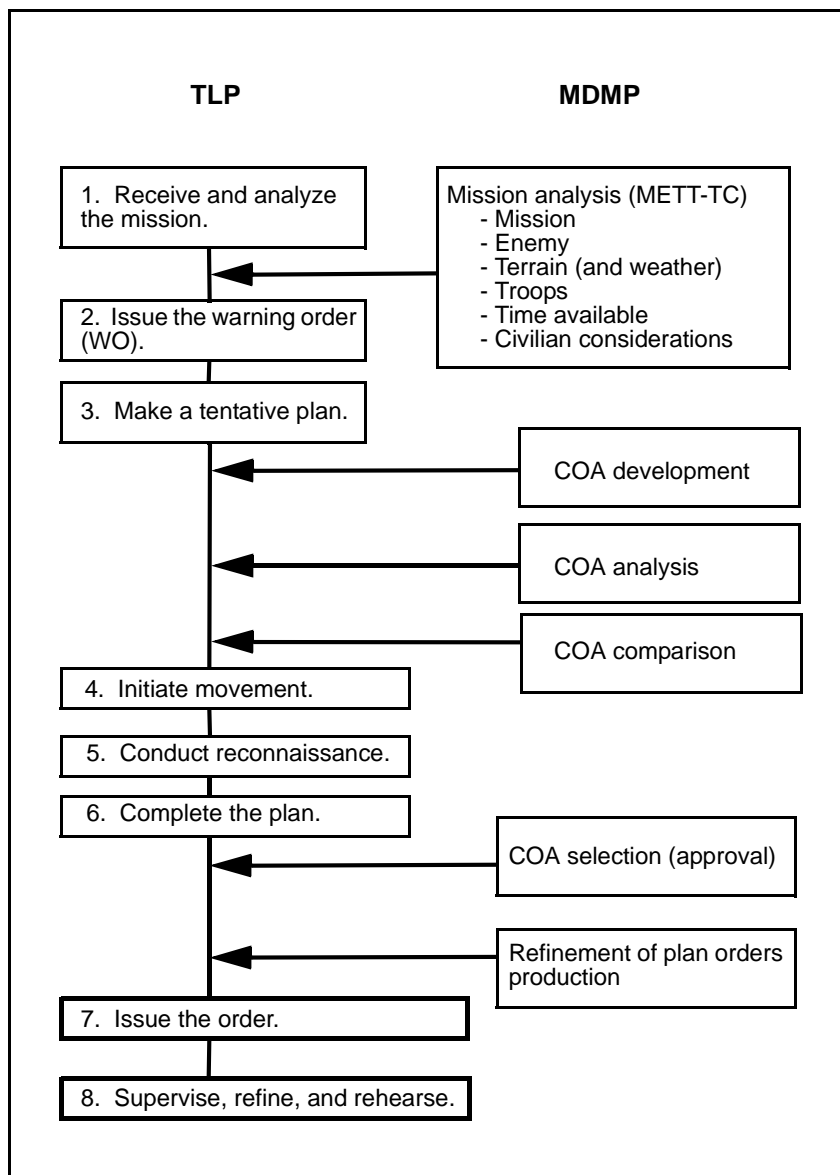 TLP
MDMP
1. Receive and analyze
the mission.
Mission analysis (METT-TC)
- Mission
- Enemy
- Terrain (and weather)
- Troops
- Time available
- Civilian considerations
2. Issue the warning order
(WO).
3. Make a tentative plan.
COA development
COA analysis
COA comparison
4. Initiate movement.
5. Conduct reconnaissance.
6. Complete the plan.
COA selection (approval)
Refinement of plan orders
production
7. Issue the order.
8. Supervise, refine, and rehearse.